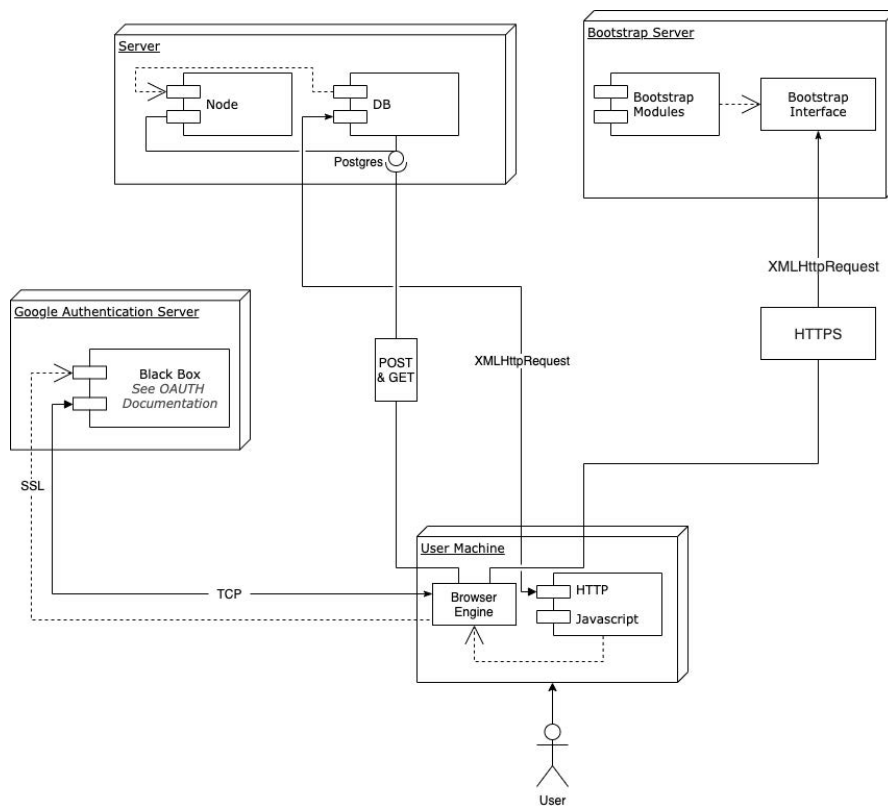 Server
Node
DB
Postgres
Bootstrap Server
Bootstrap
Modules
Bootstrap
Interface
XMLHttpRequest
HTTPS
Google Authentication Server
Black Box
See OAUTH
Documentation
SSL
TCP
POST
& GET
XMLHttpRequest
User Machine
Browser
Engine
HTTP
Javascript
User